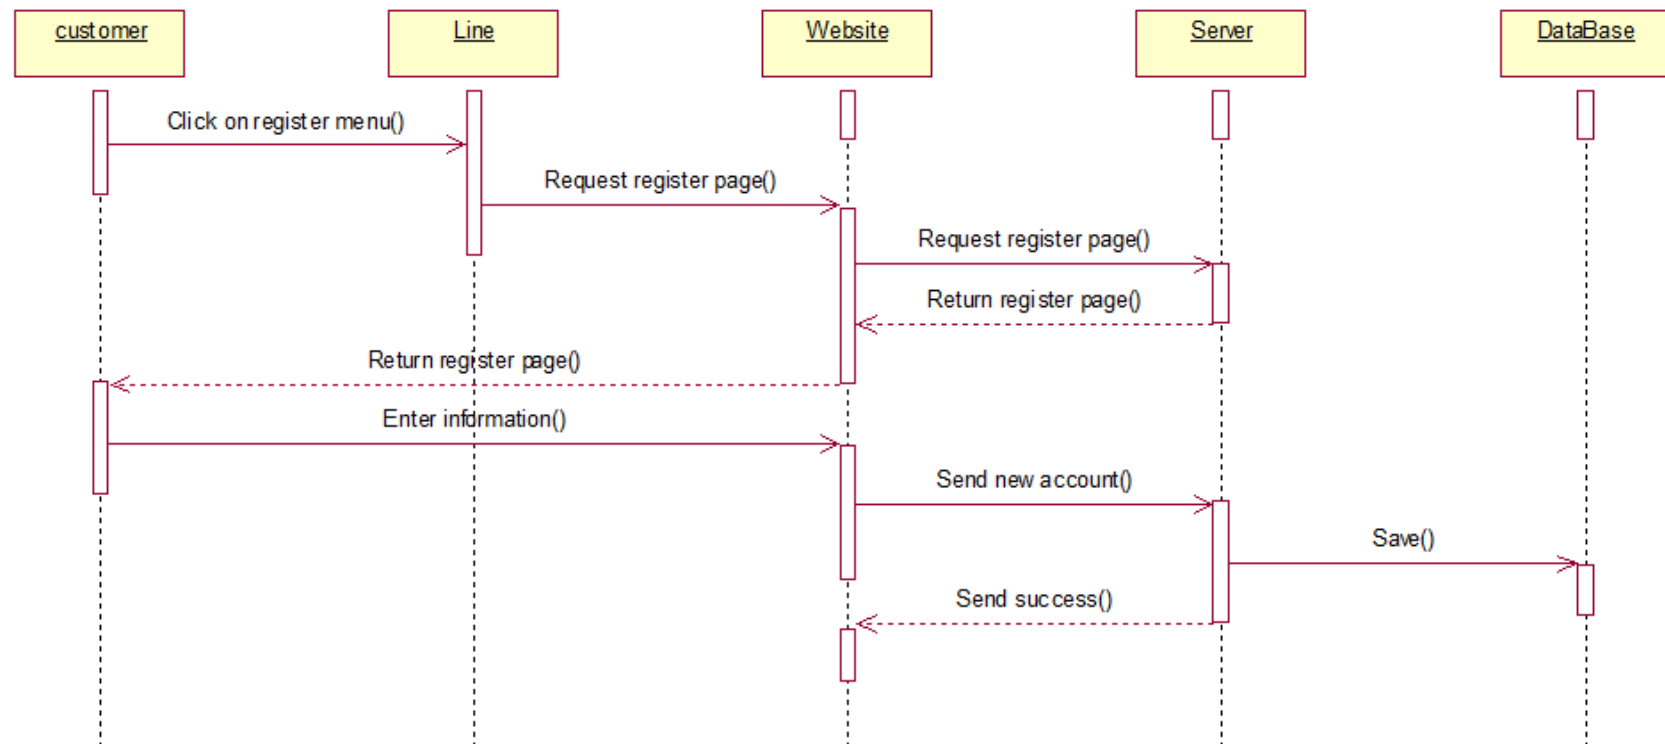 customer
Line
Website
Server
DataBase
Click on register menu()
Request register page()
Request register page()
Return register page()
Return register page()
Enter information()
Send new account()
Save()
Send success()